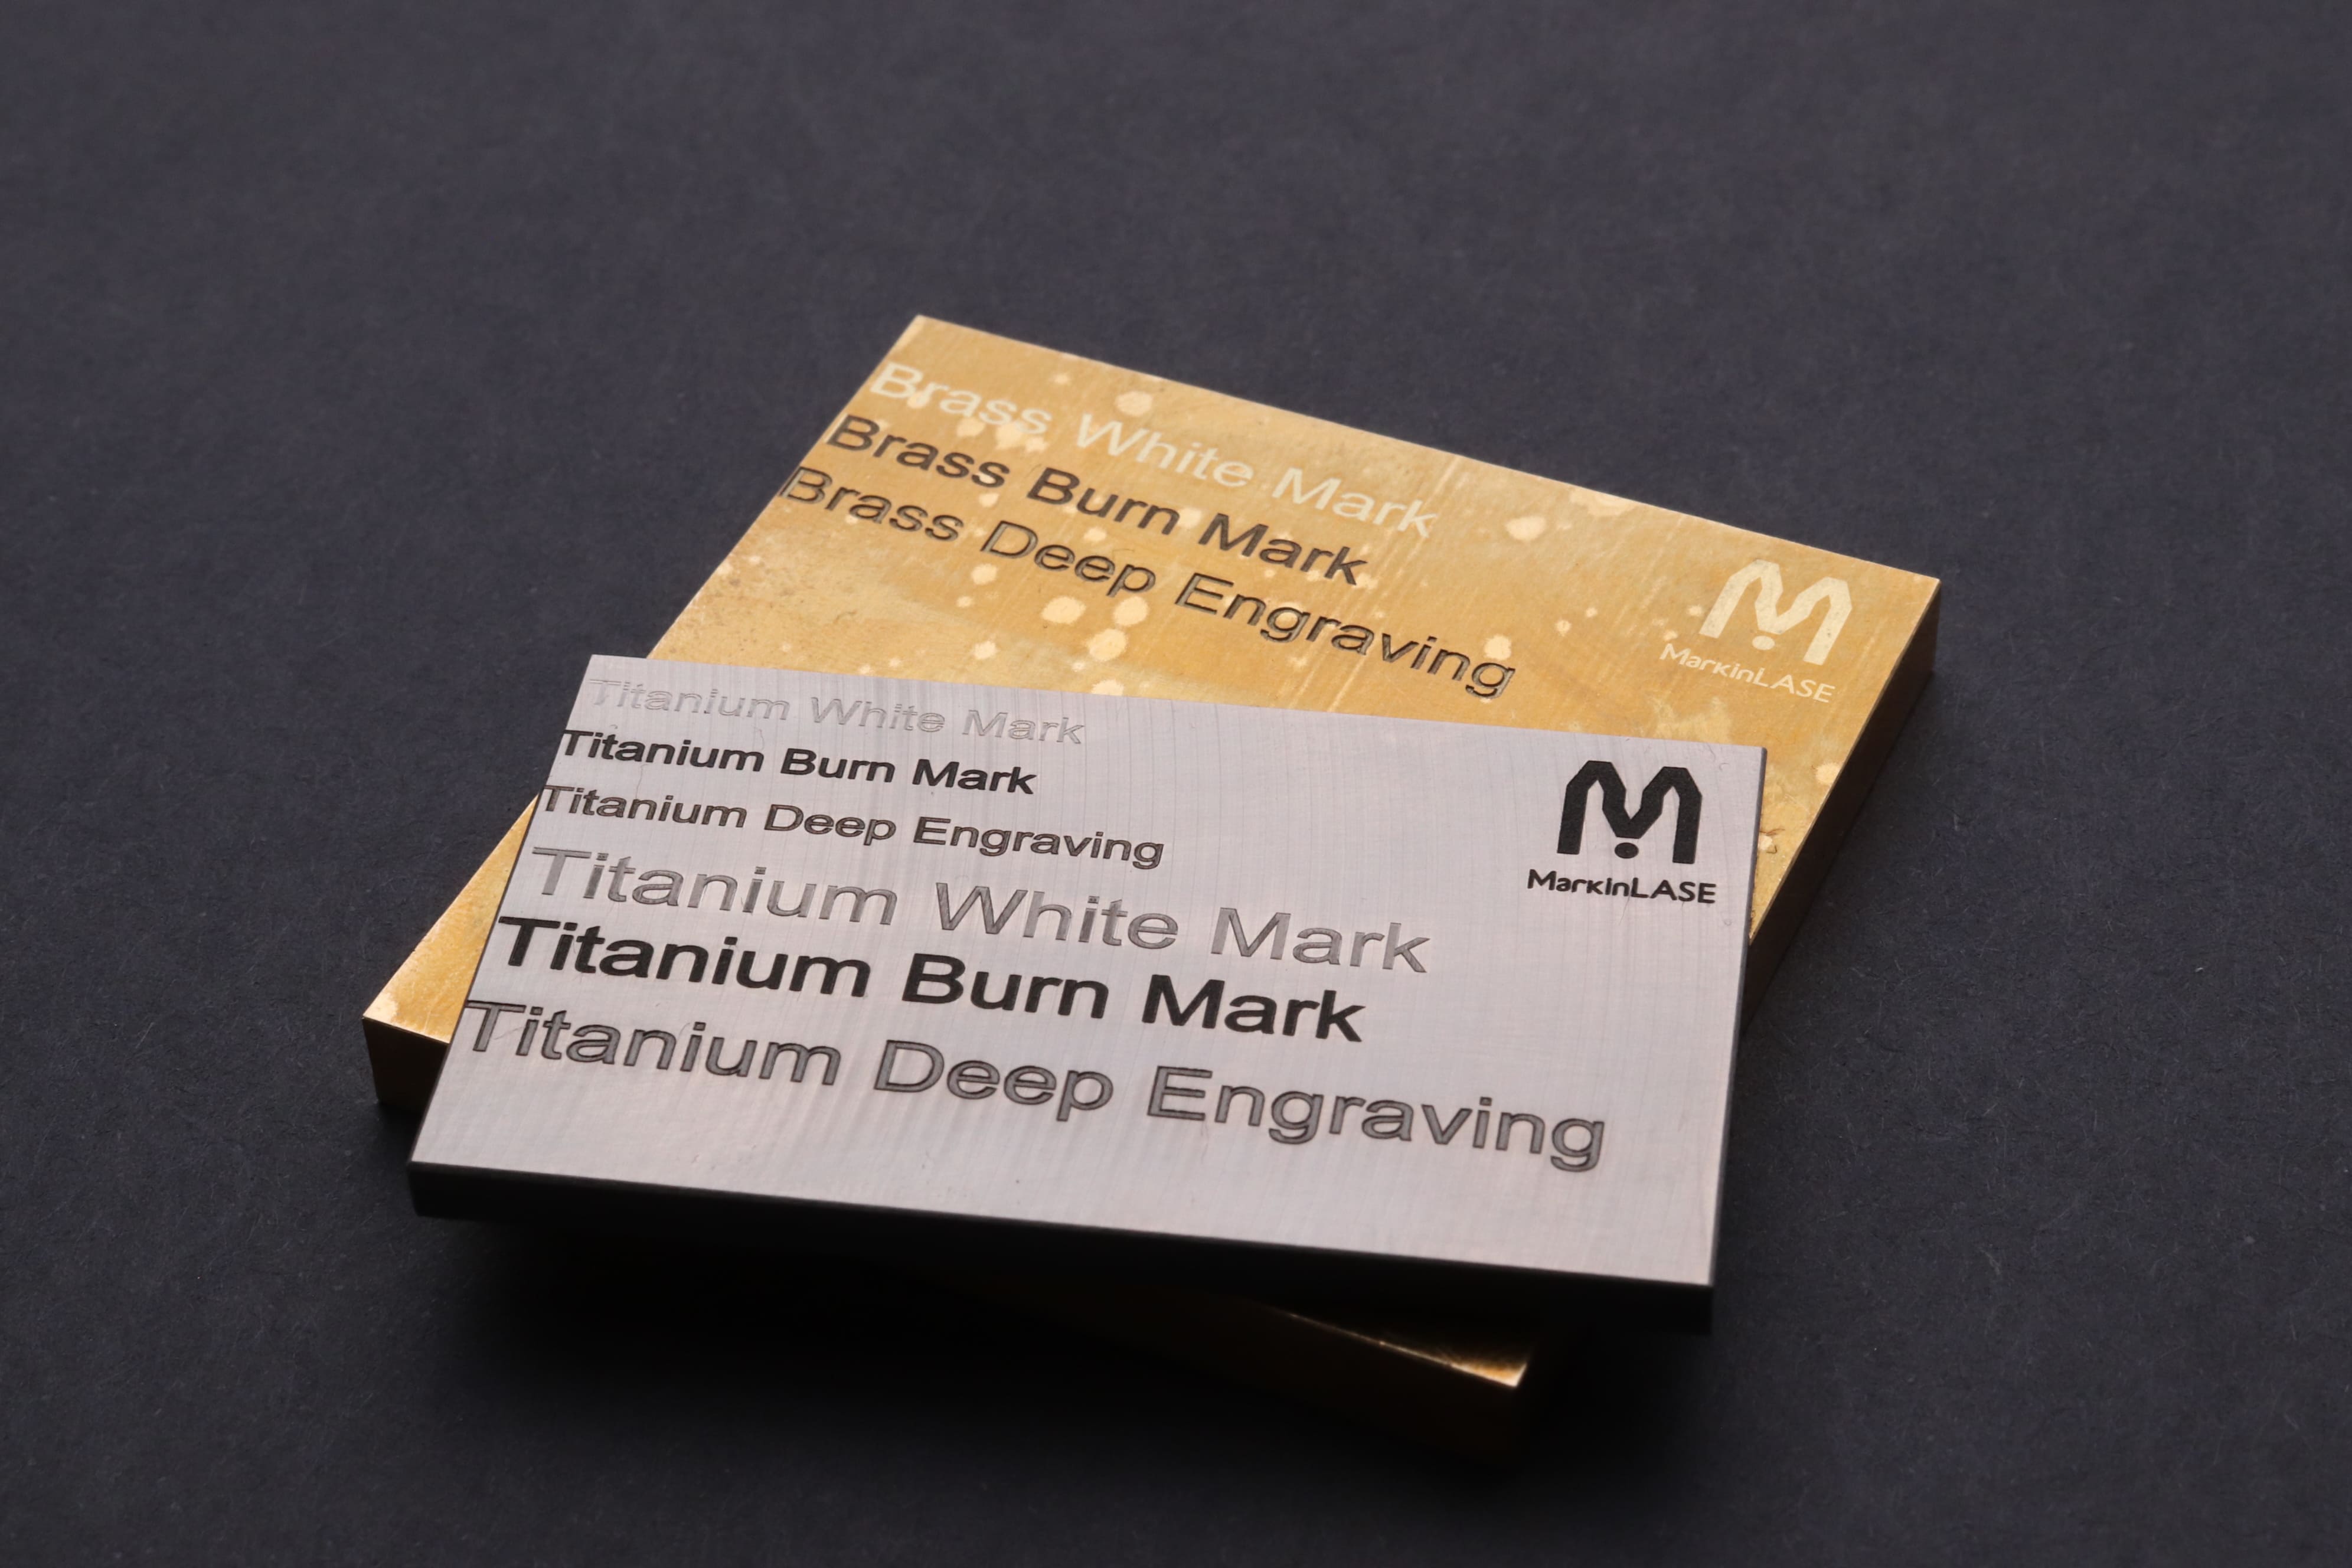 Brass White Mark
Brass Burn Mark
Brass Deep Engraving
MarkinLASE
Titanium White Mark
Titanium Burn Mark
Titanium Deep Engraving
Titanium White Mark
Titanium Burn Mark
Titanium Deep Engraving
MarkinLASE